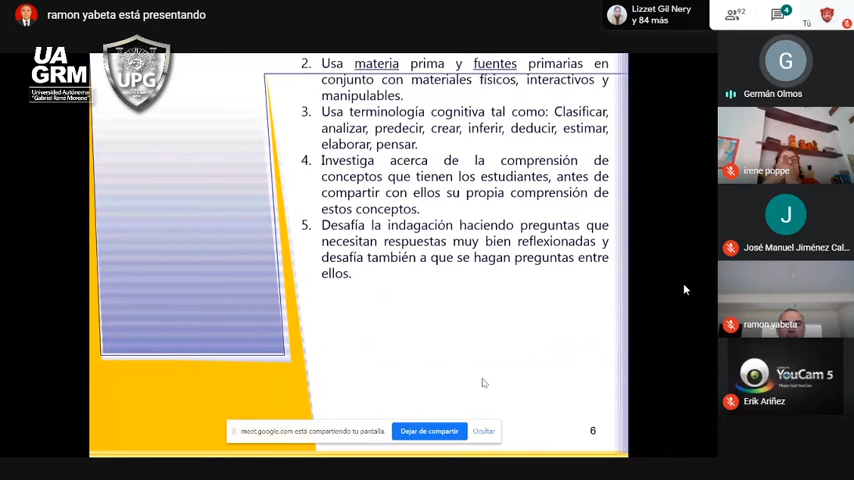 ramon yabeta está presentando
Lizzet Gil Nery
y 84 más
92
4
Tú
UA
GRM
Universidad Autónoma
"Gabriel René Moreno"
UPG
2. Usa materia prima y fuentes primarias en
conjunto con materiales físicos, interactivos y
manipulables.
3. Usa terminología cognitiva tal como: Clasificar,
analizar, predecir, crear, inferir, deducir, estimar,
elaborar, pensar.
4. Investiga acerca de la comprensión de
conceptos que tienen los estudiantes, antes de
compartir con ellos su propia comprensión de
estos conceptos.
5. Desafía la indagación haciendo preguntas que
necesitan respuestas muy bien reflexionadas y
desafía también a que se hagan preguntas entre
ellos.
meet.google.com está compartiendo tu pantalla.
Dejar de compartir
Ocultar
6
G
Germán Olmos
irene poppe
J
José Manuel Jiménez Cal...
ramon yabeta
YouCam 5
Erik Ariñez